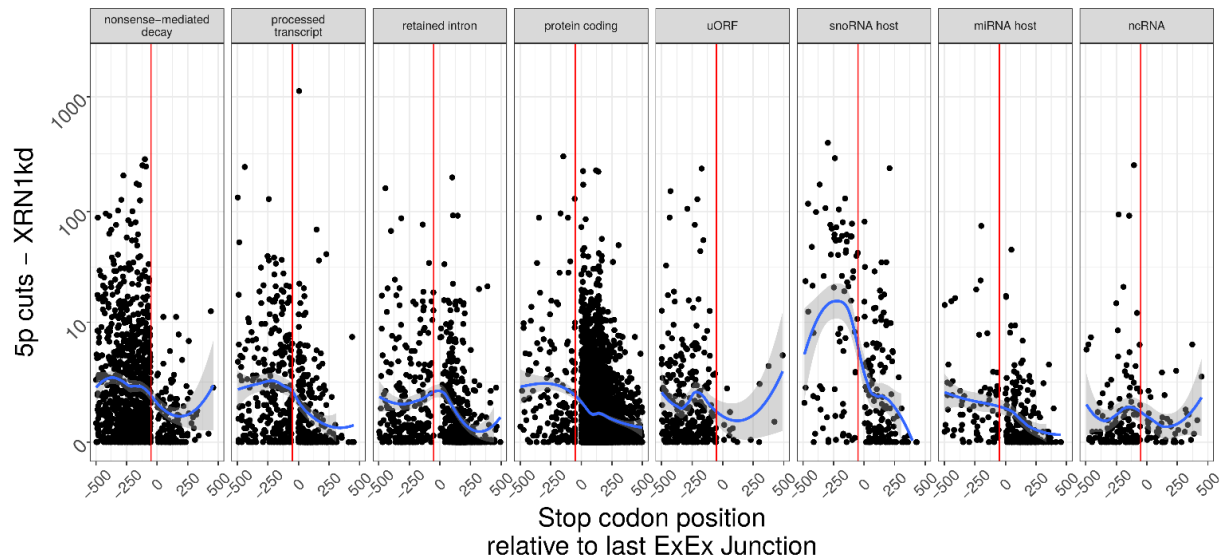 nonsense-mediated
decay
processed
transcript
retained intron
protein coding
uORF
snoRNA host
miRNA host
ncRNA
5p cuts − XRN1kd
1000
100
10
0
−500 −250 0 250 500 −500 −250 0 250 500 −500 −250 0 250 500 −500 −250 0 250 500 −500 −250 0 250 500 −500 −250 0 250 500 −500 −250 0 250 500 −500 −250 0 250 500
Stop codon position
relative to last ExEx Junction